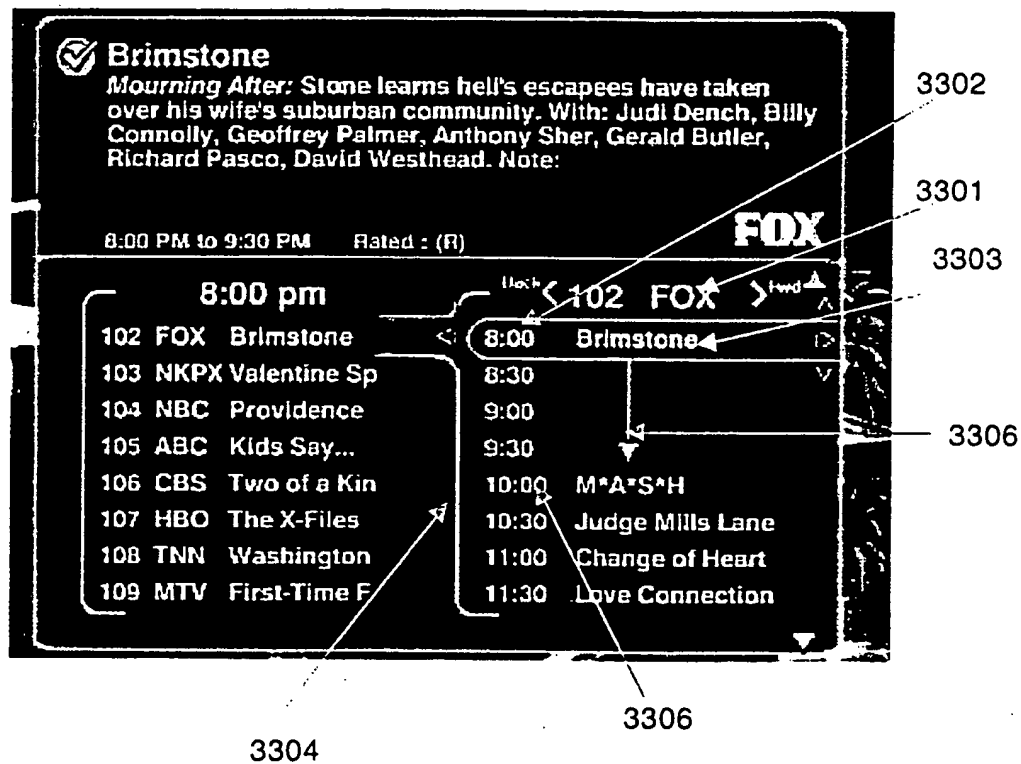 Brimstone
Mourning After: Stone learns hell's escapees have taken
over his wife's suburban community. With: Judi Dench, Billy
Connolly, Geoffrey Palmer, Anthony Sher, Gerald Butler,
Richard Pasco, David Westhead. Note:
8:00 PM to 9:30 PM Rated : (R)
FOX
8:00 pm
102 FOX Brimstone
103 NKPX Valentine Sp
104 NBC Providence
105 ABC Kids Say...
106 CBS Two of a Kin
107 HBO The X-Files
108 TNN Washington
109 MTV First-Time F
Back < 102 FOX > Fwd
8:00 Brimstone
8:30
9:00
9:30
10:00 M*A*S*H
10:30 Judge Mills Lane
11:00 Change of Heart
11:30 Love Connection
3302
3301
3303
3306
3306
3304